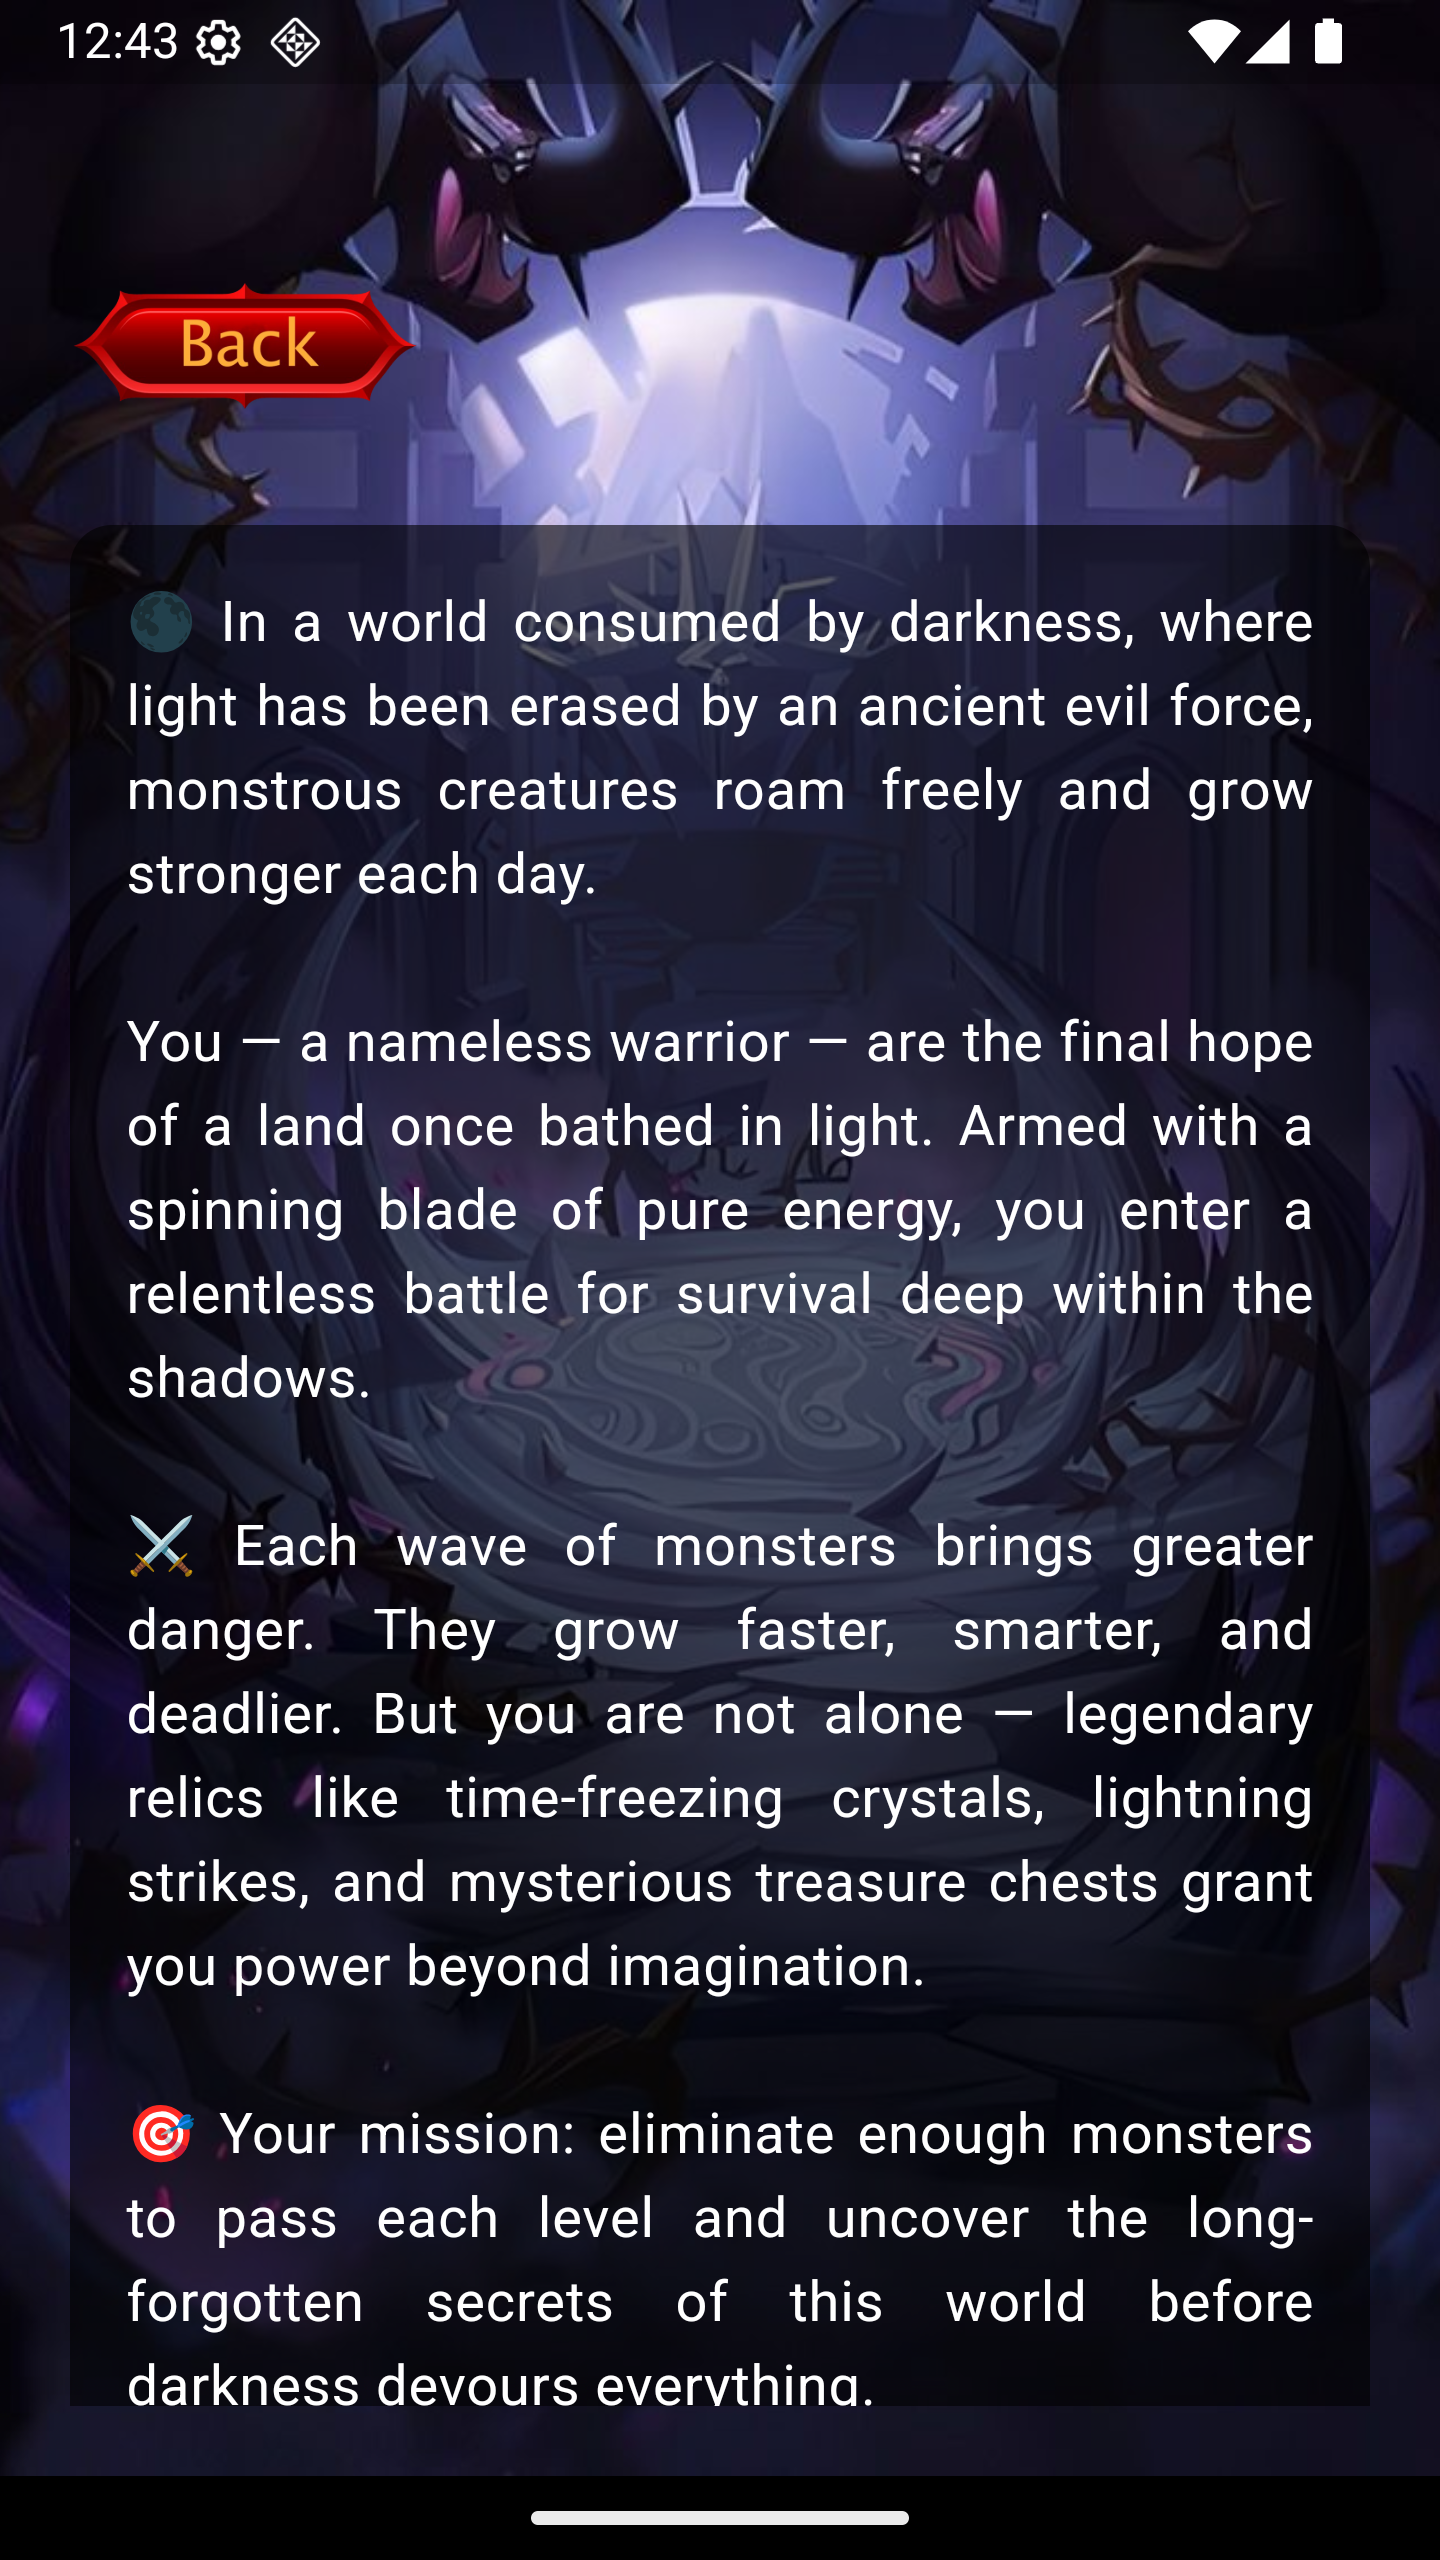 12:43
Back
🌑 In a world consumed by darkness, where
light has been erased by an ancient evil force,
monstrous creatures roam freely and grow
stronger each day.
You — a nameless warrior — are the final hope
of a land once bathed in light. Armed with a
spinning blade of pure energy, you enter a
relentless battle for survival deep within the
shadows.
⚔️ Each wave of monsters brings greater
danger. They grow faster, smarter, and
deadlier. But you are not alone — legendary
relics like time-freezing crystals, lightning
strikes, and mysterious treasure chests grant
you power beyond imagination.
🎯 Your mission: eliminate enough monsters
to pass each level and uncover the long-
forgotten secrets of this world before
darkness devours everything.